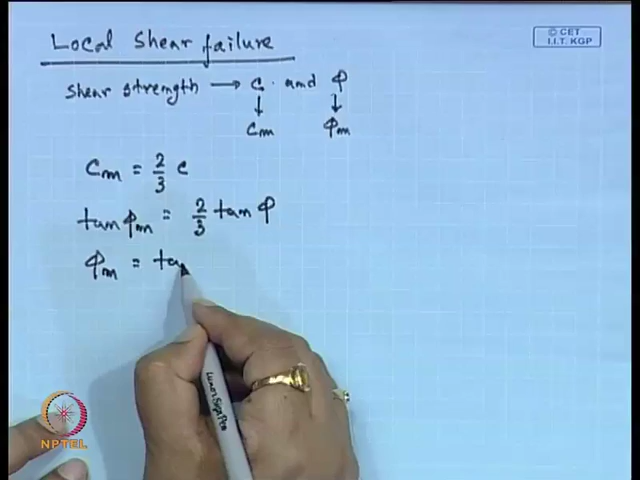 Local Shear failure
© CET
I.I.T. KGP
Shear strength → c and φ
↓ ↓
cm φm
cm = 2/3 c
tan φm = 2/3 tan φ
φm = ta
LuxorSignPro
NPTEL